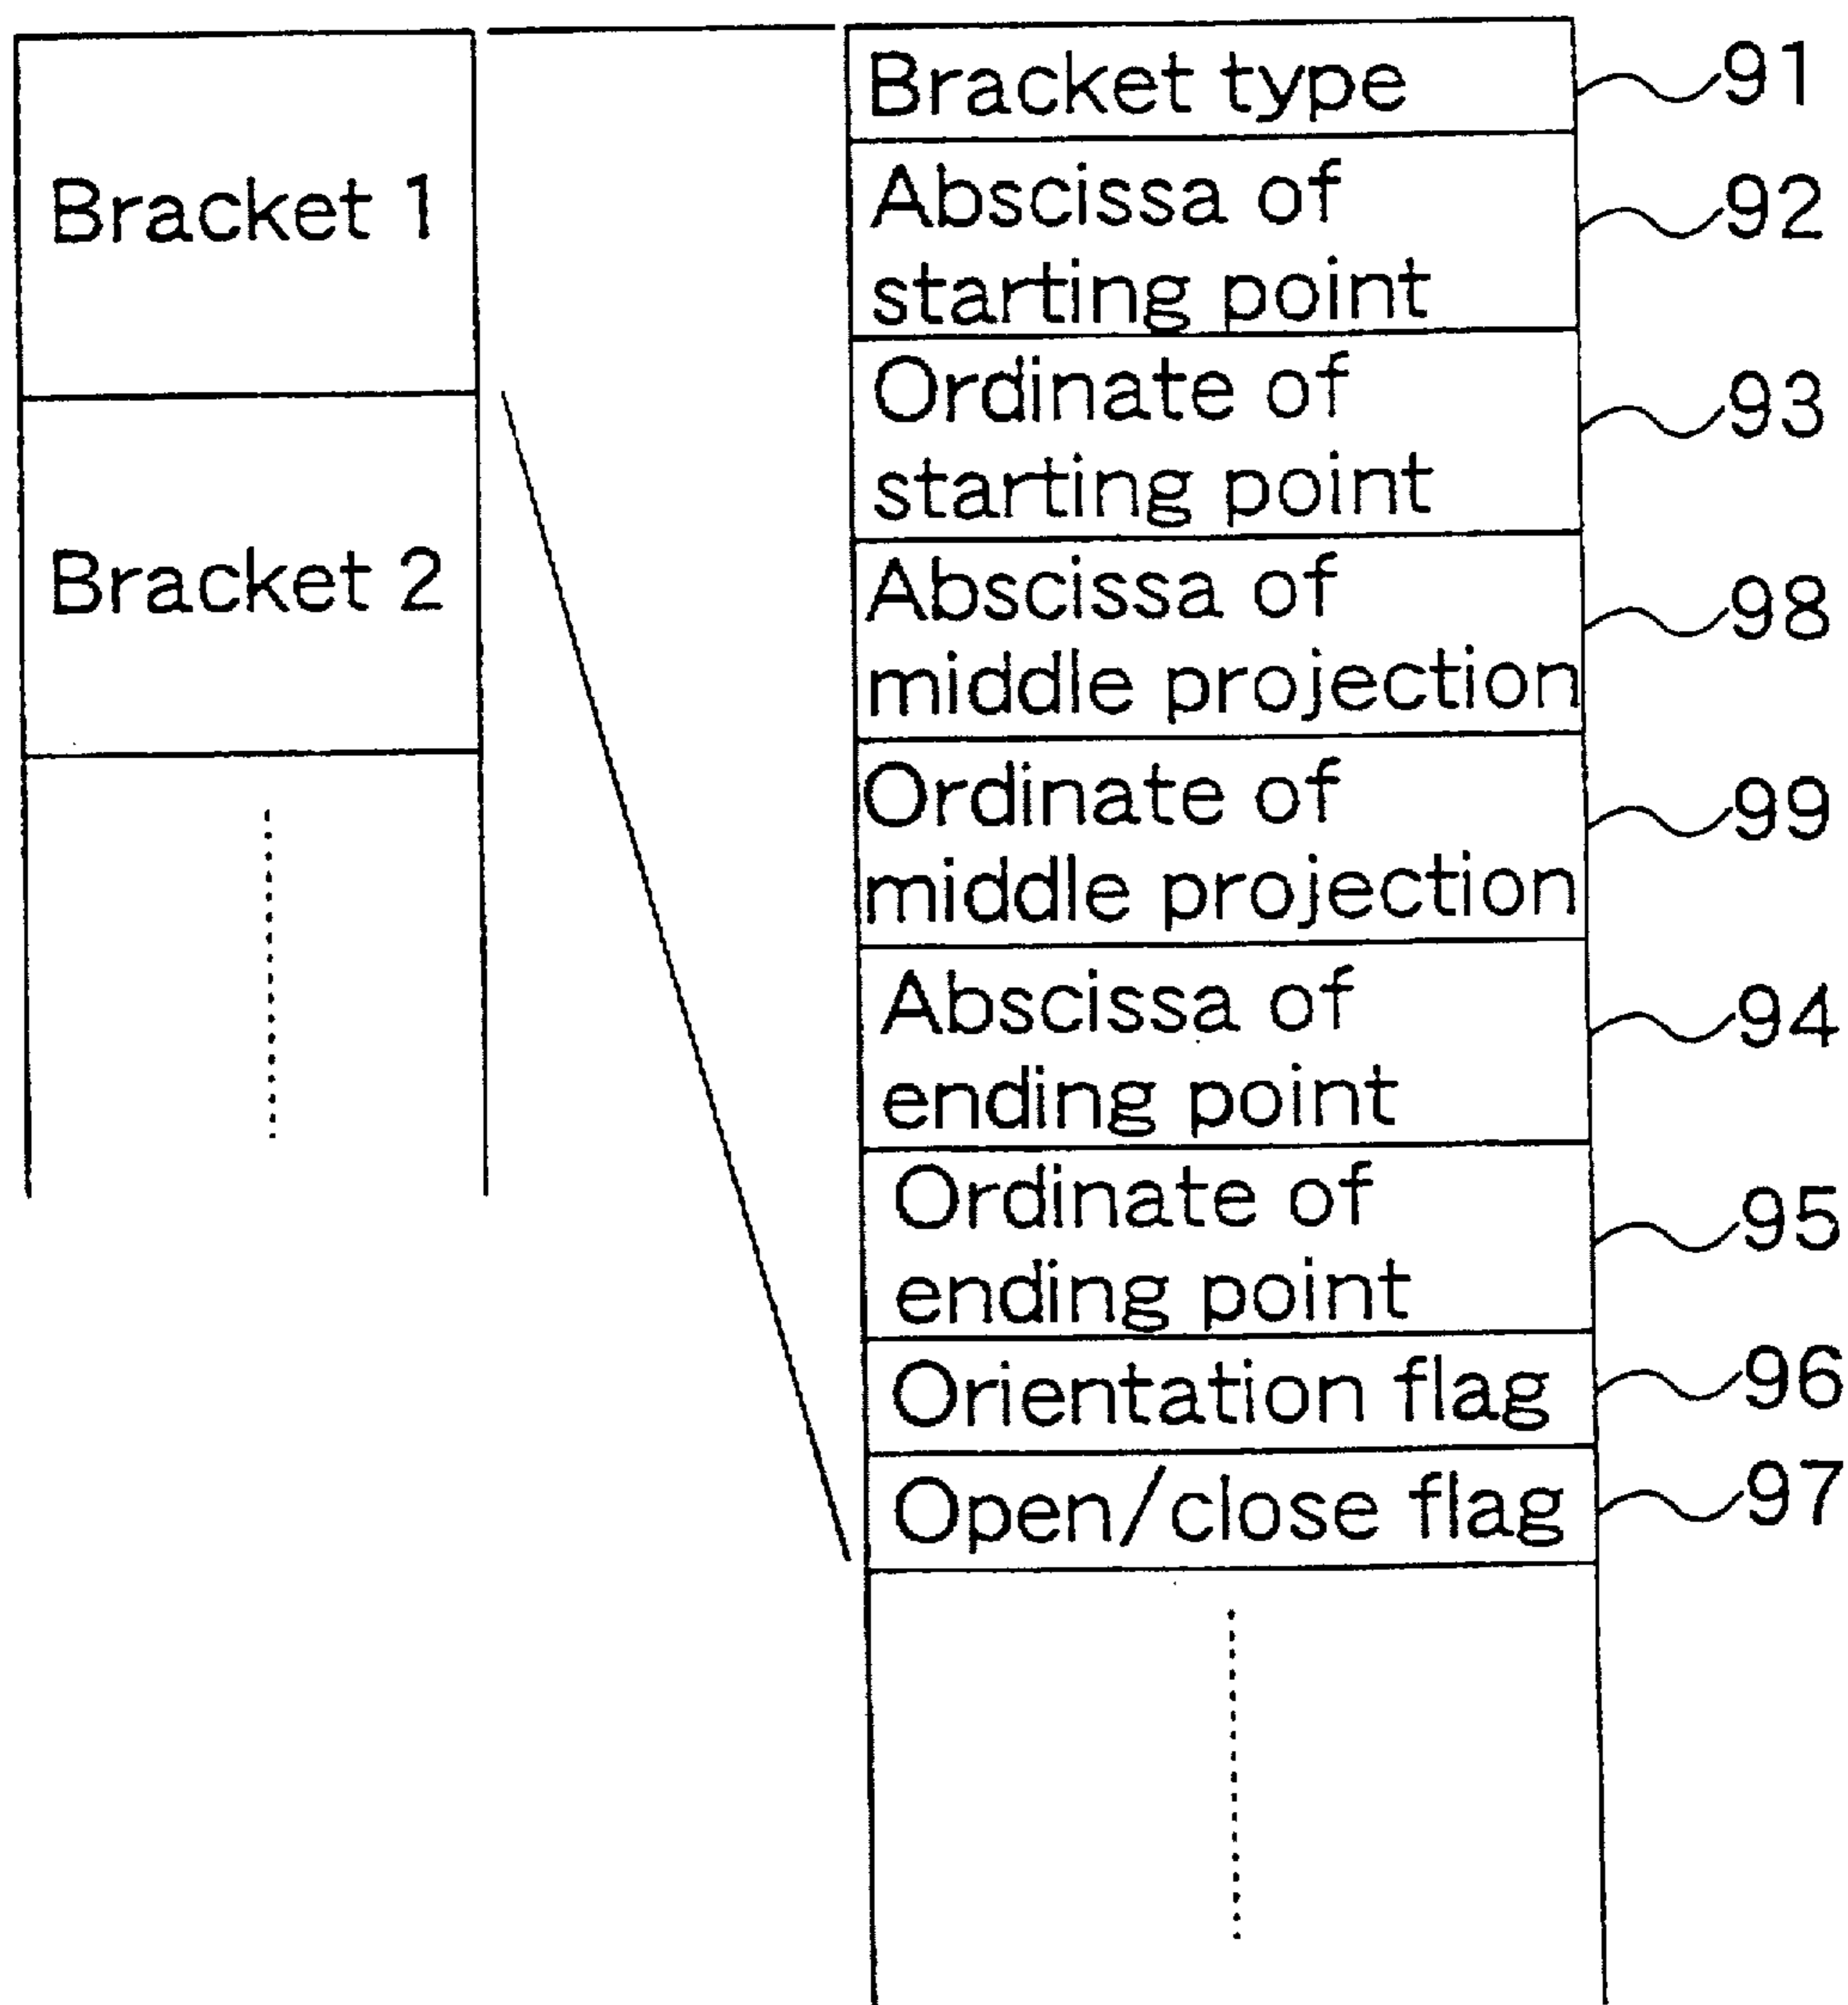 Bracket 1
Bracket 2
Bracket type
91
Abscissa of
starting point
92
Ordinate of
starting point
93
Abscissa of
middle projection
98
Ordinate of
middle projection
99
Abscissa of
ending point
94
Ordinate of
ending point
95
Orientation flag
96
Open/close flag
97